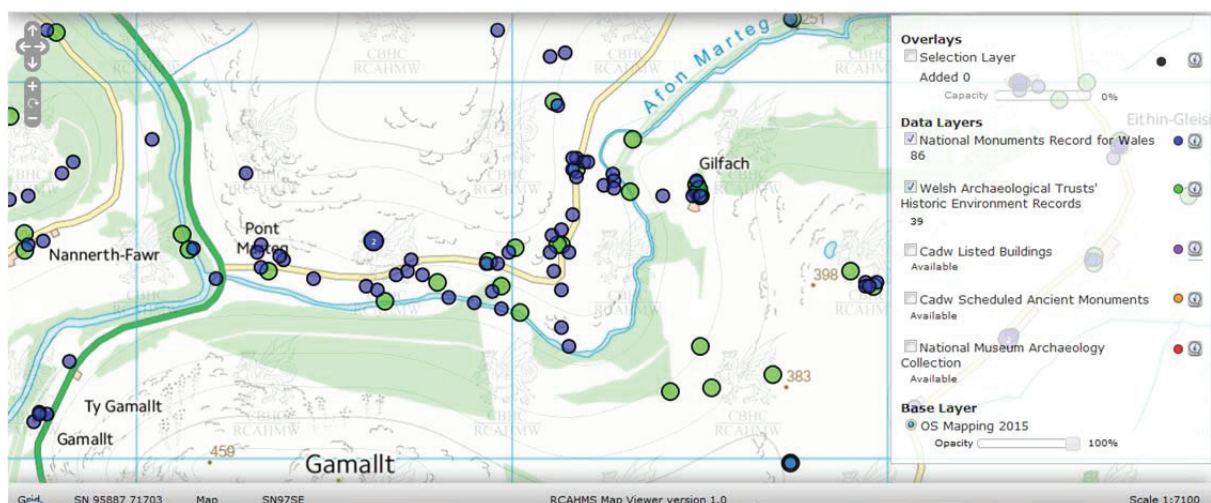 251
CBHC
RCAHMW
Afon Marteg
Gilfach
Pont
Marteg
Nannerth-Fawr
2
398
383
Ty Gamallt
Gamallt
459
Gamallt
Eithin-Gleisi
Overlays
Selection Layer
Added 0
Capacity 0%
Data Layers
National Monuments Record for Wales
86
Welsh Archaeological Trusts'
Historic Environment Records
39
Cadw Listed Buildings
Available
Cadw Scheduled Ancient Monuments
Available
National Museum Archaeology
Collection
Available
Base Layer
OS Mapping 2015
Opacity 100%
Grid SN 95887 71703 Map SN97SE RCAHMS Map Viewer version 1.0 Scale 1:7100